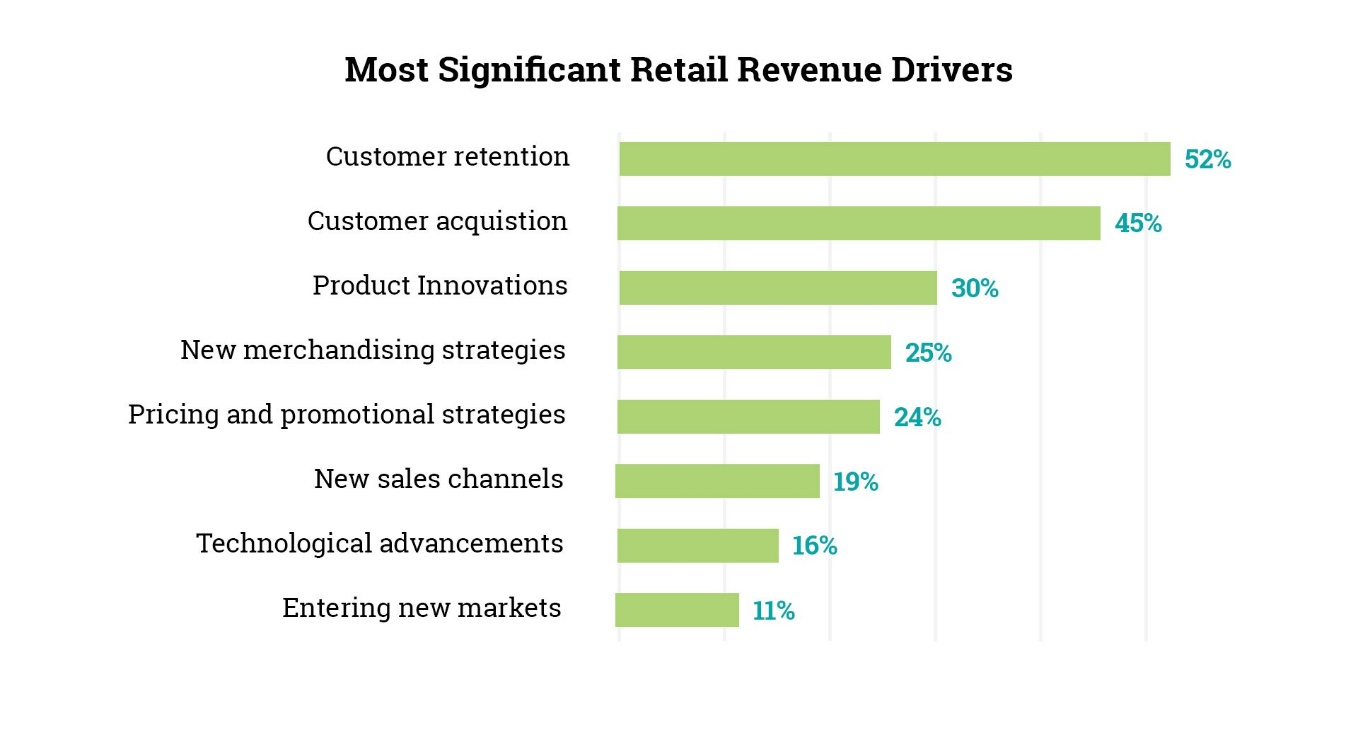 Most Significant Retail Revenue Drivers
Customer retention 52%
Customer acquistion 45%
Product Innovations 30%
New merchandising strategies 25%
Pricing and promotional strategies 24%
New sales channels 19%
Technological advancements 16%
Entering new markets 11%